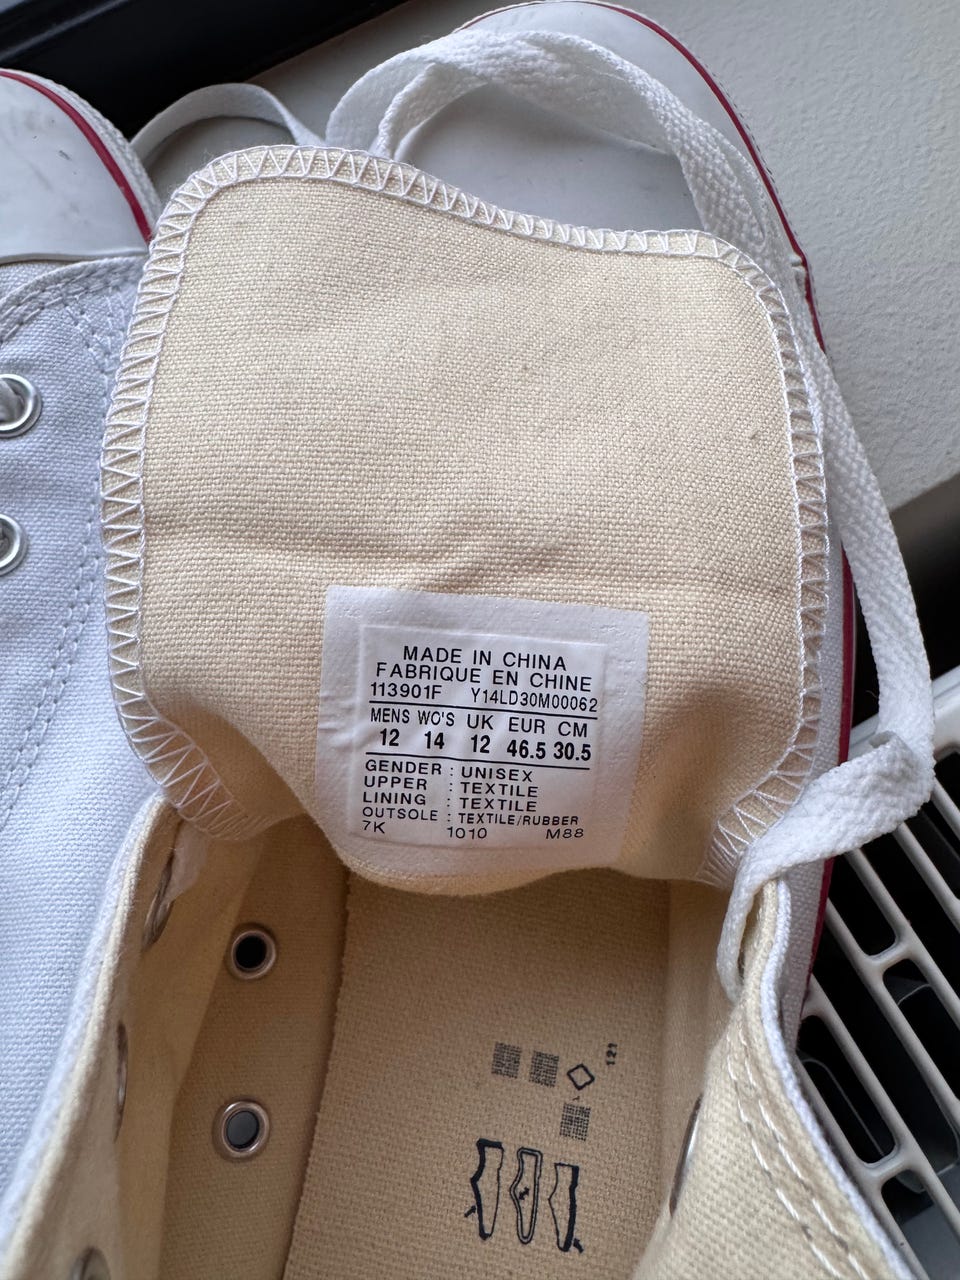 MADE IN CHINA
FABRIQUE EN CHINE
113901F Y14LD30M00062
MENS WO'S UK EUR CM
12 14 12 46.5 30.5
GENDER : UNISEX
UPPER : TEXTILE
LINING : TEXTILE
OUTSOLE : TEXTILE/RUBBER
7K 1010 M88
121